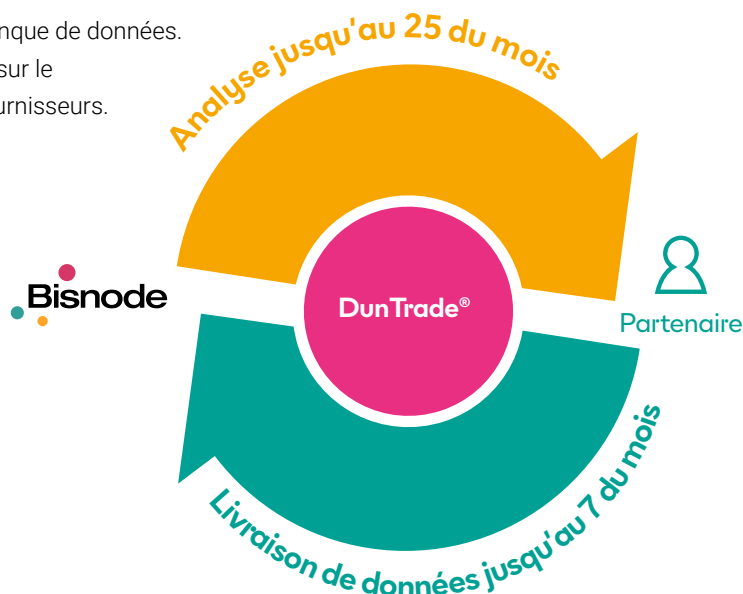 nque de données.
sur le
urnisseurs.
Analyse jusqu'au 25 du mois
Bisnode
DunTrade®
Partenaire
Livraison de données jusqu'au 7 du mois